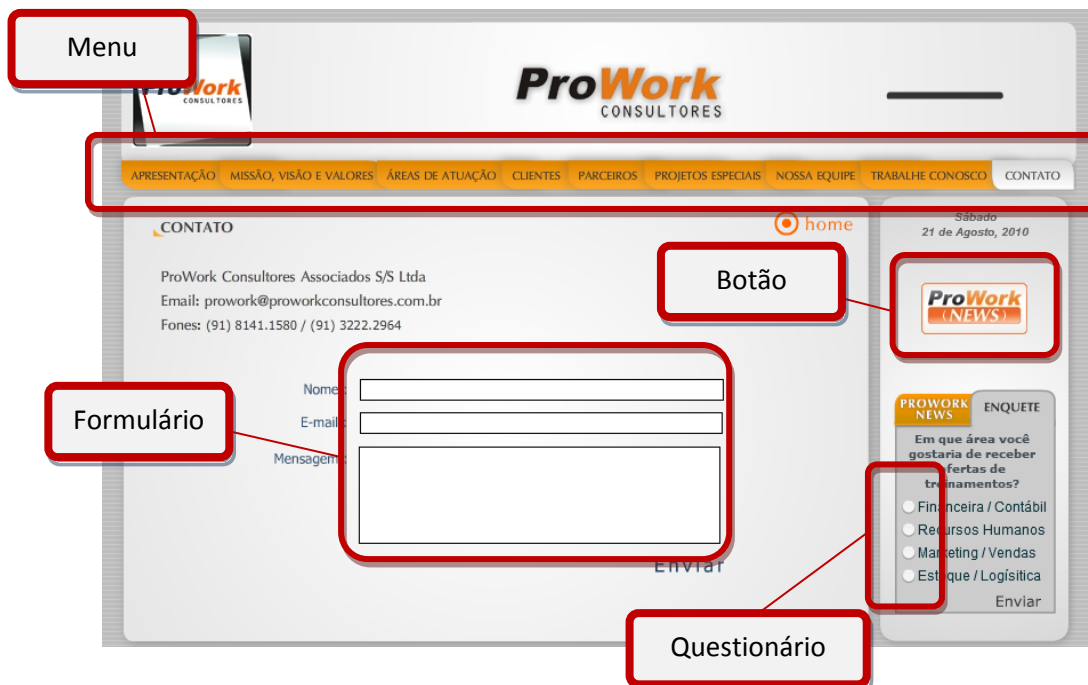 Menu
ProWork
CONSULTORES
ProWork
CONSULTORES
APRESENTAÇÃO MISSÃO, VISÃO E VALORES ÁREAS DE ATUAÇÃO CLIENTES PARCEIROS PROJETOS ESPECIAIS NOSSA EQUIPE TRABALHE CONOSCO CONTATO
CONTATO
home
Sábado
21 de Agosto, 2010
ProWork Consultores Associados S/S Ltda
Email: prowork@proworkconsultores.com.br
Fones: (91) 8141.1580 / (91) 3222.2964
Botão
ProWork
(NEWS)
Formulário
Nome :
E-mail :
Mensagem :
Enviar
PROWORK
NEWS
ENQUETE
Em que área você
gostaria de receber
ofertas de
treinamentos?
Financeira / Contábil
Recursos Humanos
Marketing / Vendas
Estoque / Logísitica
Enviar
Questionário